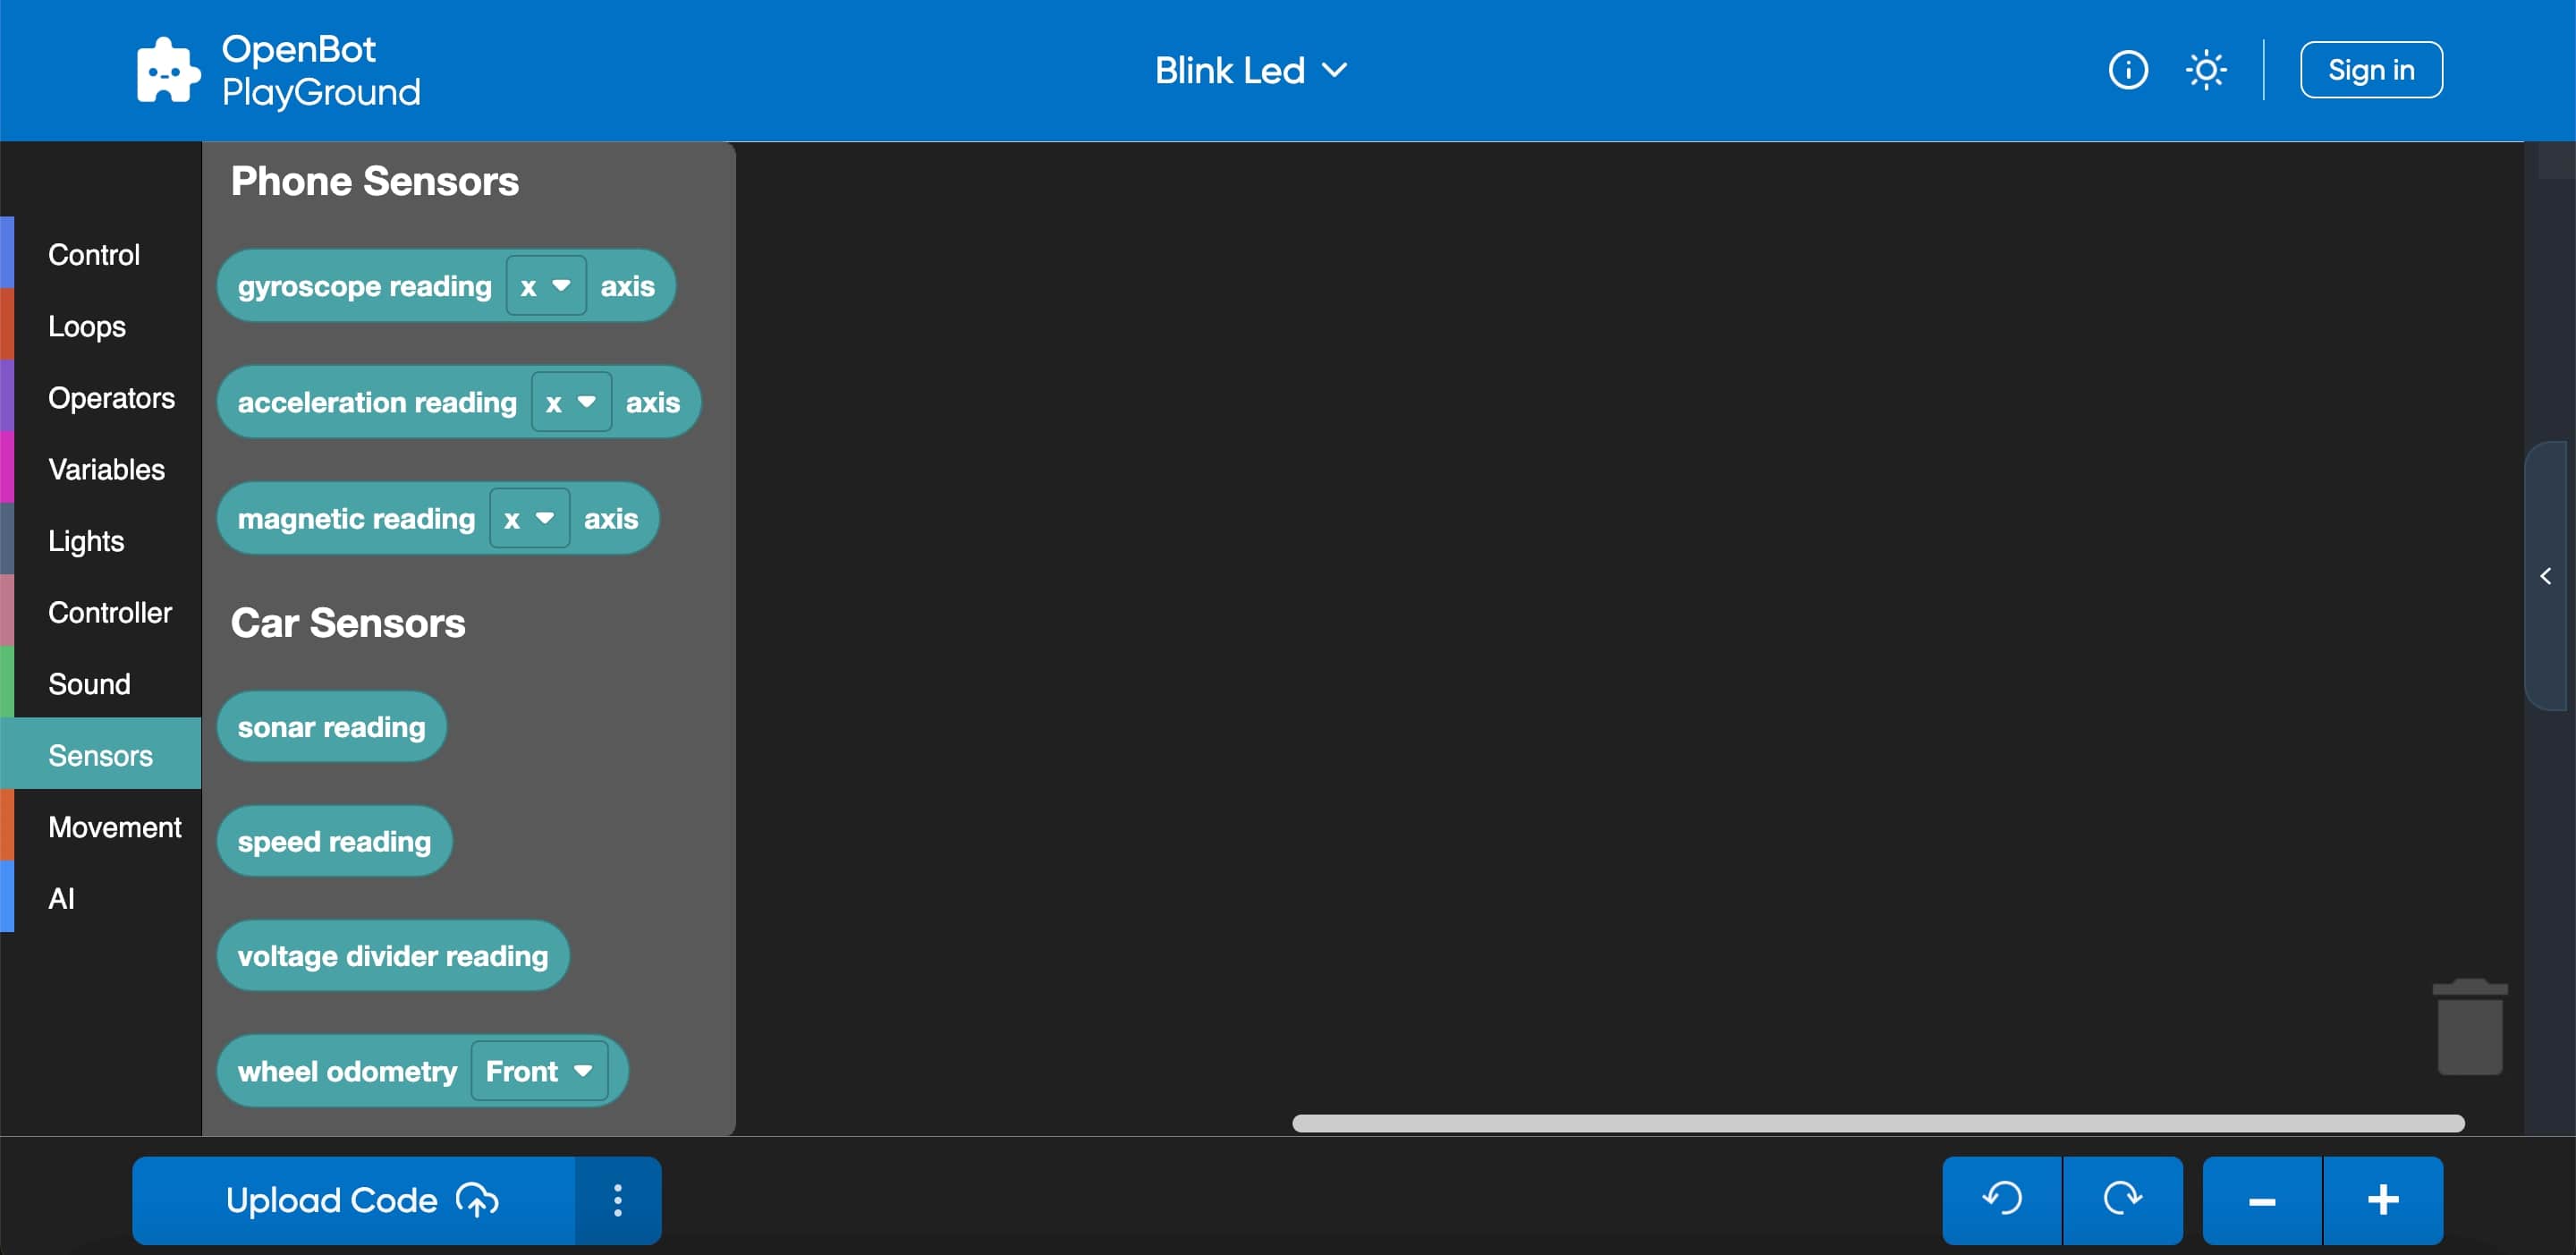 OpenBot
PlayGround
Blink Led
Sign in
Control
Loops
Operators
Variables
Lights
Controller
Sound
Sensors
Movement
AI
Phone Sensors
gyroscope reading x axis
acceleration reading x axis
magnetic reading x axis
Car Sensors
sonar reading
speed reading
voltage divider reading
wheel odometry Front
Upload Code